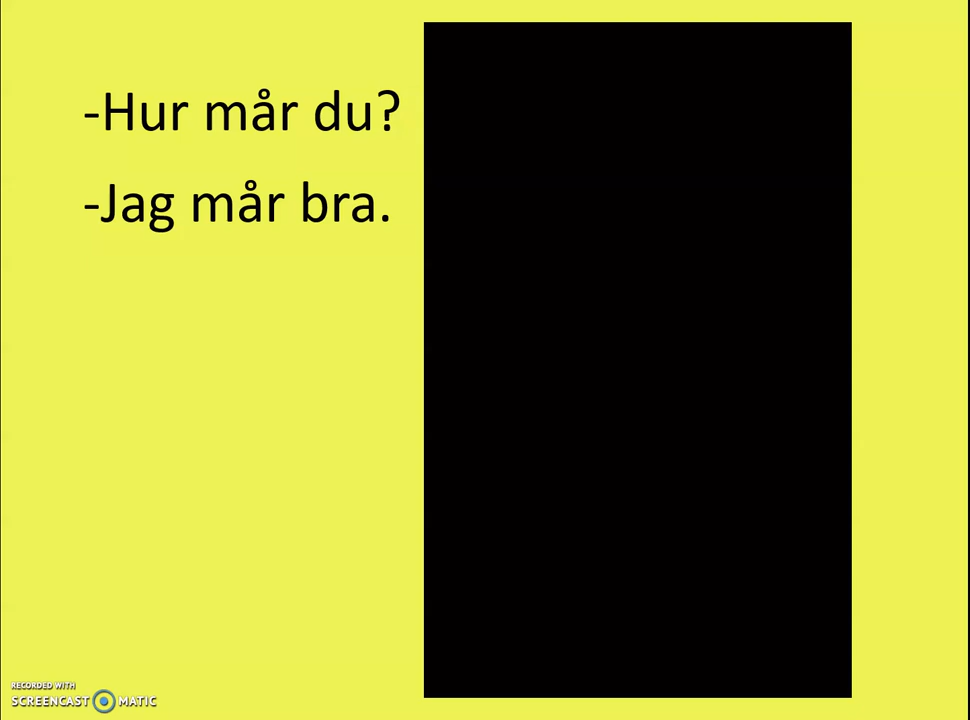 -Hur mår du?
-Jag mår bra.
RECORDED WITH
SCREENCAST MATIC